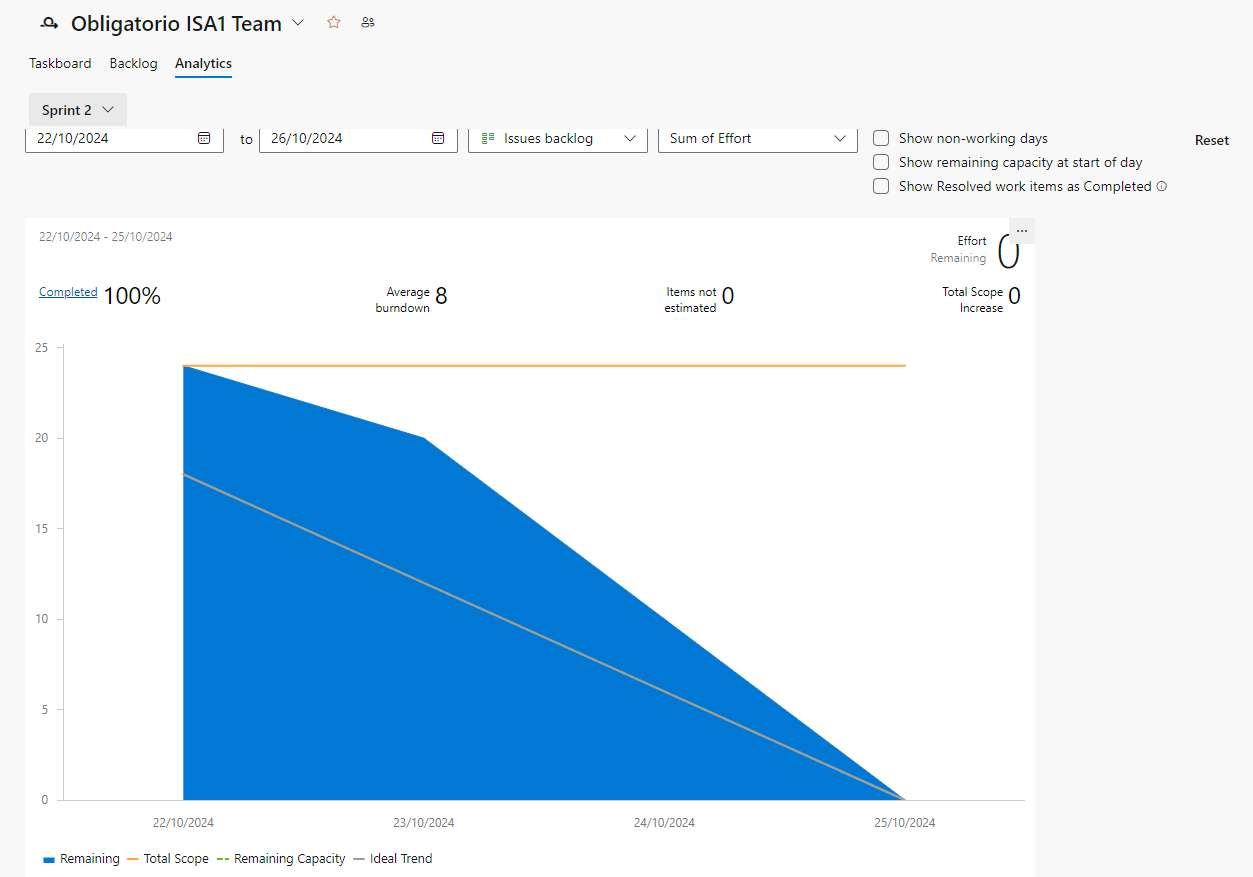 Obligatorio ISA1 Team
Taskboard Backlog Analytics
Sprint 2
22/10/2024 to 26/10/2024 Issues backlog Sum of Effort Show non-working days Reset
Show remaining capacity at start of day
Show Resolved work items as Completed
22/10/2024 - 25/10/2024
Effort
Remaining 0
Completed 100%
Average
burndown 8
Items not
estimated 0
Total Scope
Increase 0
25
20
15
10
5
0
22/10/2024 23/10/2024 24/10/2024 25/10/2024
Remaining Total Scope Remaining Capacity Ideal Trend